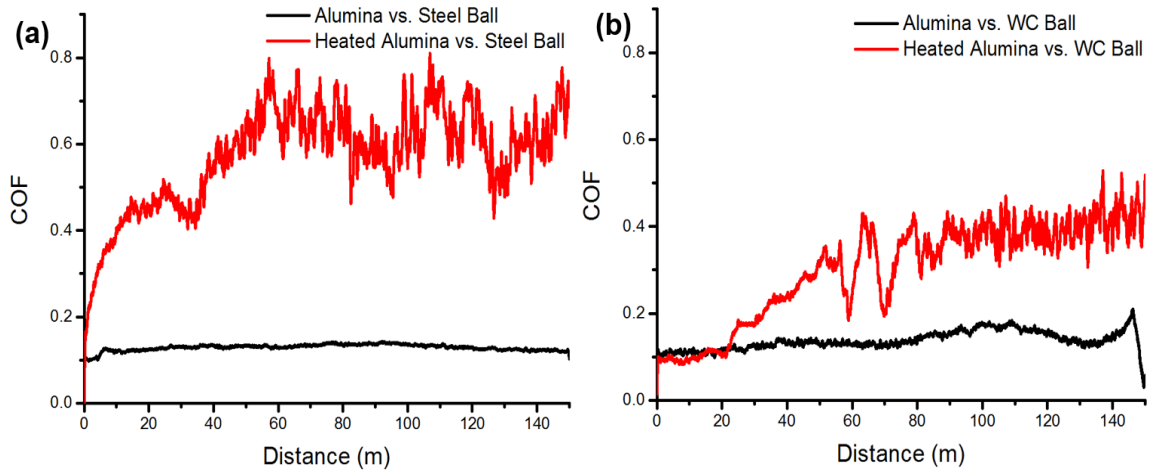 (a)
Alumina vs. Steel Ball
Heated Alumina vs. Steel Ball
0.8
0.6
0.4
0.2
0.0
COF
0 20 40 60 80 100 120 140
Distance (m)
(b)
Alumina vs. WC Ball
Heated Alumina vs. WC Ball
0.8
0.6
0.4
0.2
0.0
COF
0 20 40 60 80 100 120 140
Distance (m)